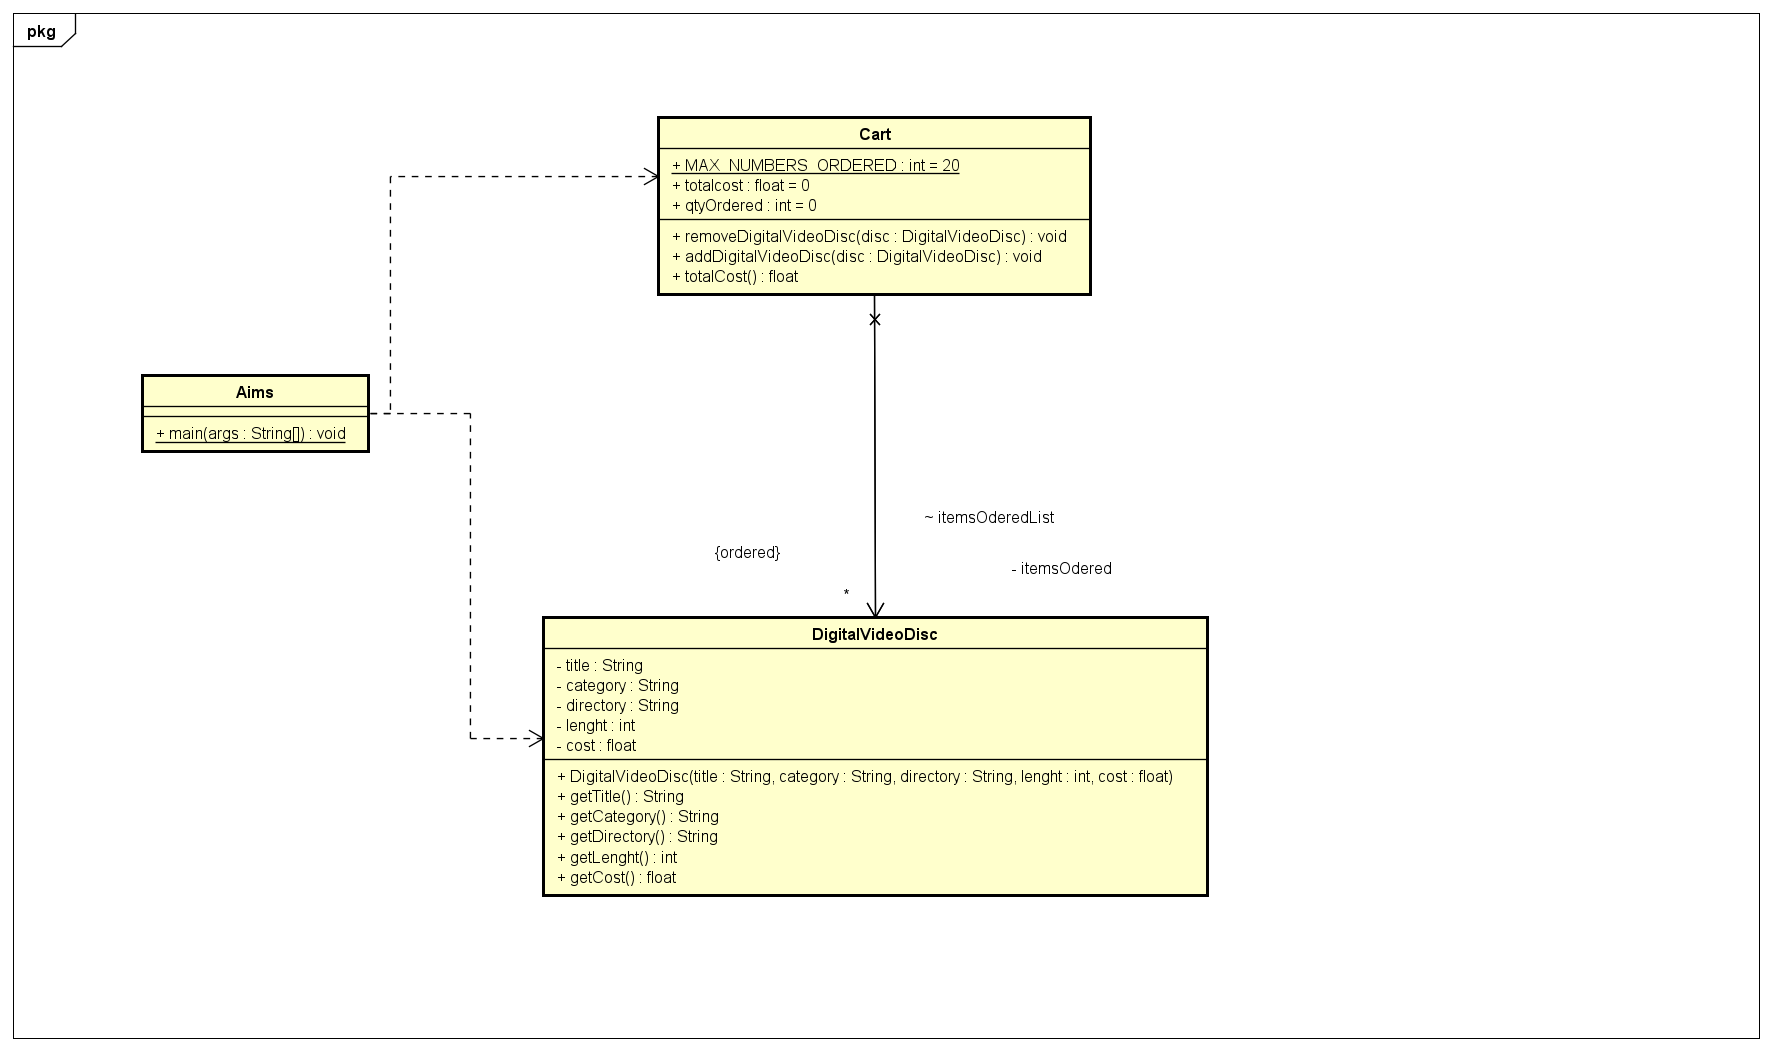 pkg
Cart
+ MAX_NUMBERS_ORDERED : int = 20
+ totalcost : float = 0
+ qtyOrdered : int = 0
+ removeDigitalVideoDisc(disc : DigitalVideoDisc) : void
+ addDigitalVideoDisc(disc : DigitalVideoDisc) : void
+ totalCost() : float
Aims
+ main(args : String[]) : void
~ itemsOderedList
{ordered}
- itemsOdered
*
DigitalVideoDisc
- title : String
- category : String
- directory : String
- lenght : int
- cost : float
+ DigitalVideoDisc(title : String, category : String, directory : String, lenght : int, cost : float)
+ getTitle() : String
+ getCategory() : String
+ getDirectory() : String
+ getLenght() : int
+ getCost() : float